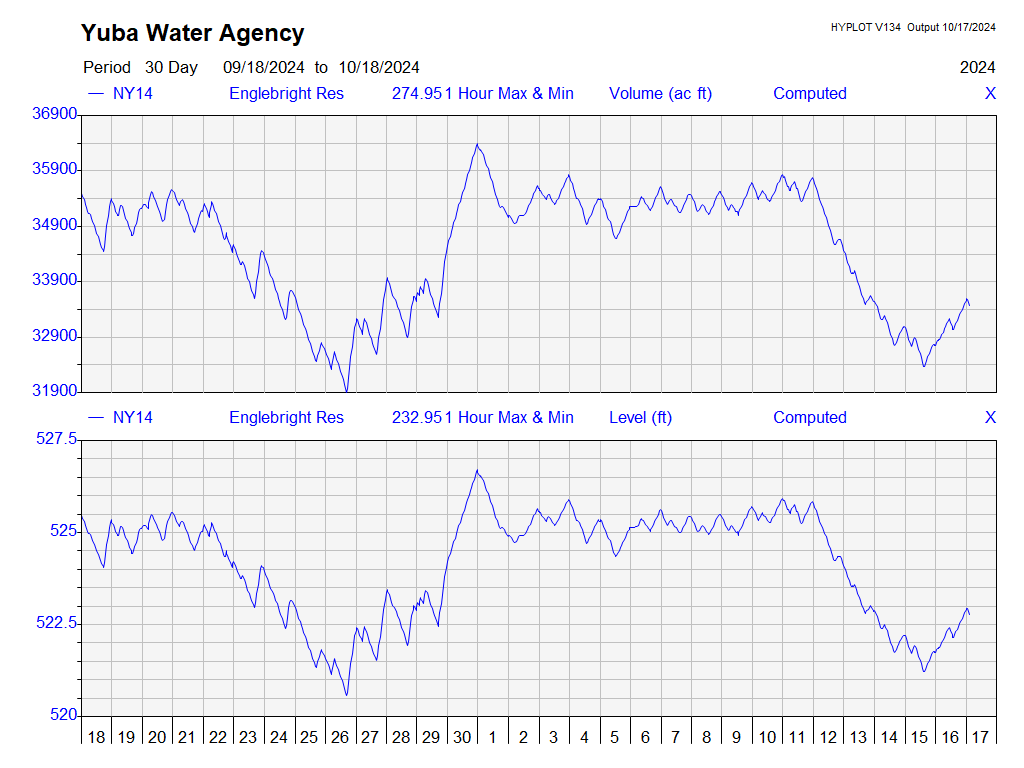 Yuba Water Agency
HYPLOT V134 Output 10/17/2024
Period 30 Day 09/18/2024 to 10/18/2024
2024
— NY14 Englebright Res 274.951 Hour Max & Min Volume (ac ft) Computed X
36900
35900
34900
33900
32900
31900
— NY14 Englebright Res 232.951 Hour Max & Min Level (ft) Computed X
527.5
525
522.5
520
18 19 20 21 22 23 24 25 26 27 28 29 30 1 2 3 4 5 6 7 8 9 10 11 12 13 14 15 16 17